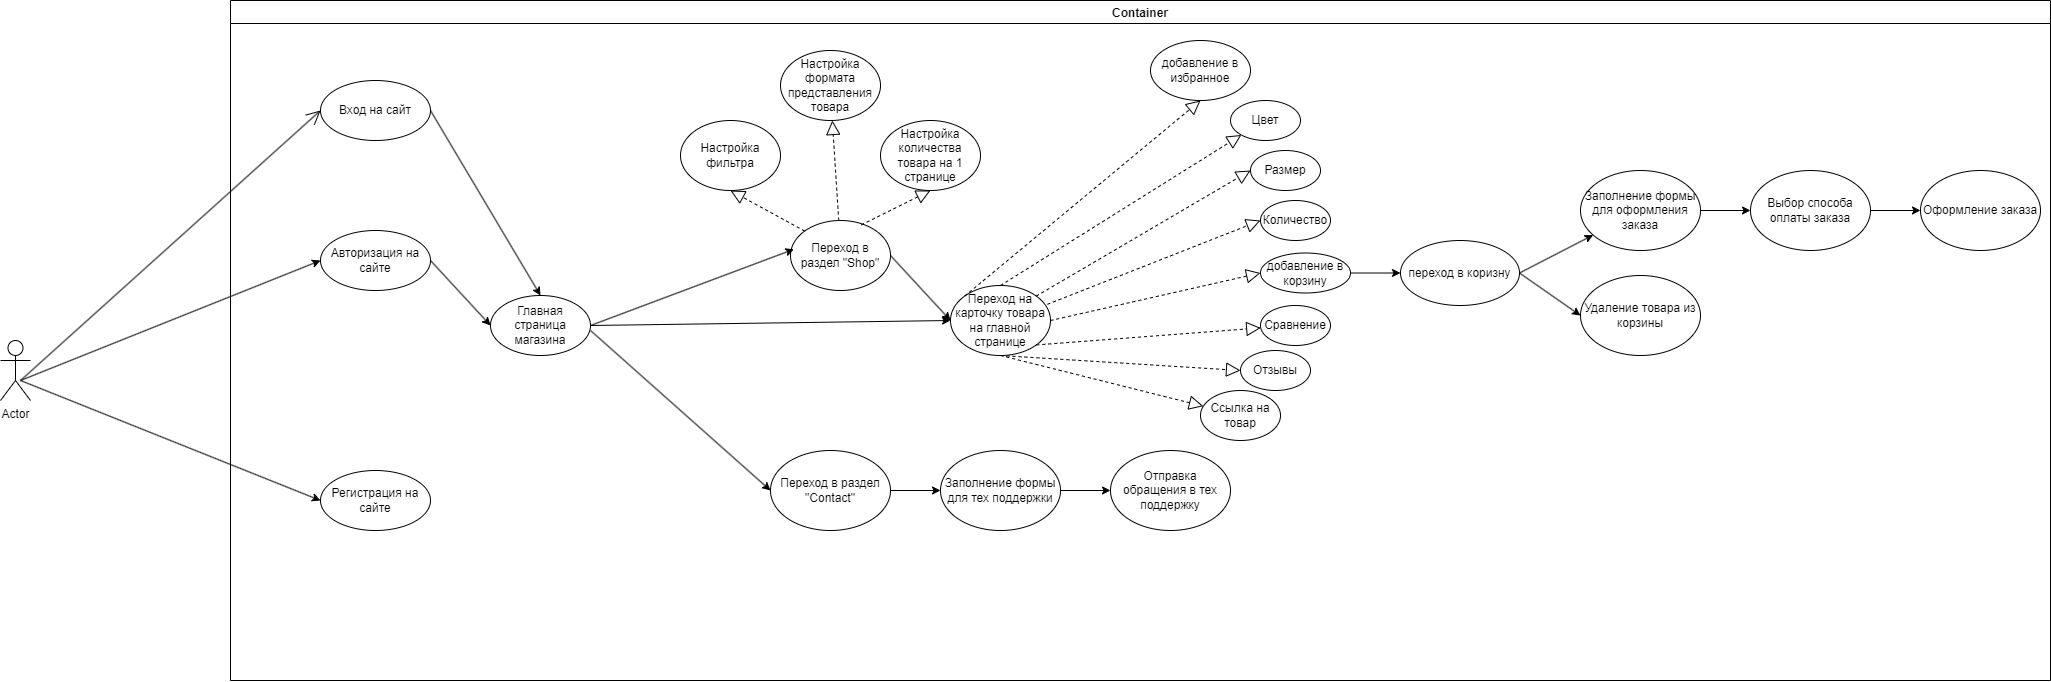 Container
Вход на сайт
Авторизация на
сайте
Регистрация на
сайте
Actor
Главная
страница
магазина
Настройка
фильтра
Настройка
формата
представления
товара
Настройка
количества
товара на 1
странице
Переход в
раздел "Shop"
Переход на
карточку товара
на главной
странице
добавление в
избранное
Цвет
Размер
Количество
добавление в
корзину
Сравнение
Отзывы
Ссылка на
товар
переход в коризну
Заполнение формы
для оформления
заказа
Удаление товара из
корзины
Выбор способа
оплаты заказа
Оформление заказа
Переход в раздел
"Contact"
Заполнение формы
для тех поддержки
Отправка
обращения в тех
поддержку